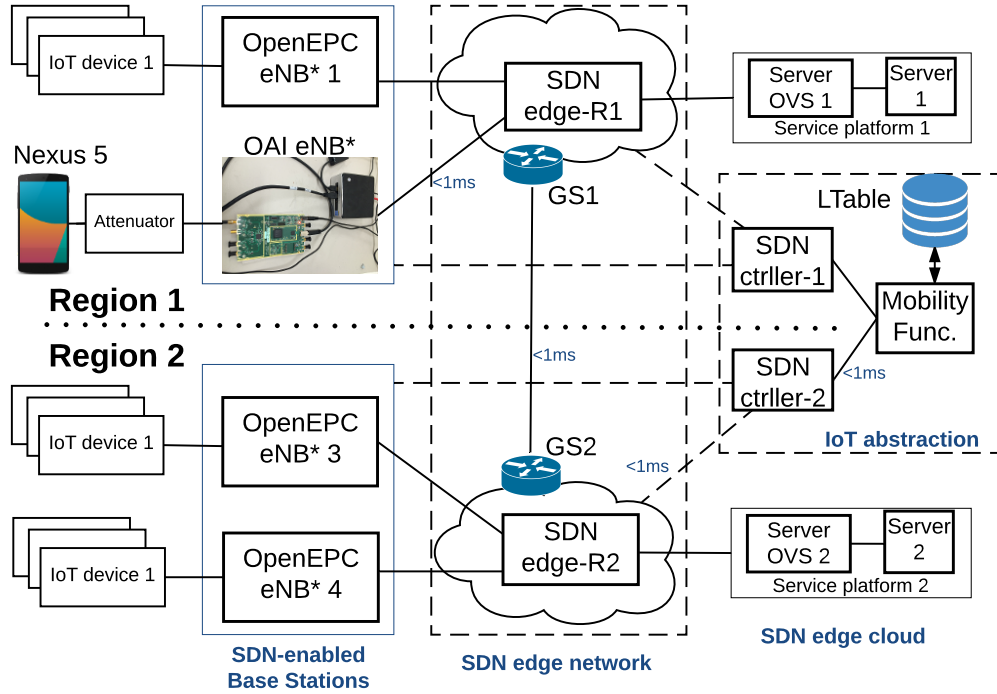 IoT device 1
OpenEPC
eNB* 1
SDN
edge-R1
Server
OVS 1
Server
1
Service platform 1
Nexus 5
OAI eNB*
<1ms
GS1
Attenuator
LTable
SDN
ctrller-1
Mobility
Func.
Region 1
Region 2
<1ms
SDN
ctrller-2
<1ms
IoT device 1
OpenEPC
eNB* 3
GS2
<1ms
IoT abstraction
SDN
edge-R2
Server
OVS 2
Server
2
Service platform 2
IoT device 1
OpenEPC
eNB* 4
SDN-enabled
Base Stations
SDN edge network
SDN edge cloud